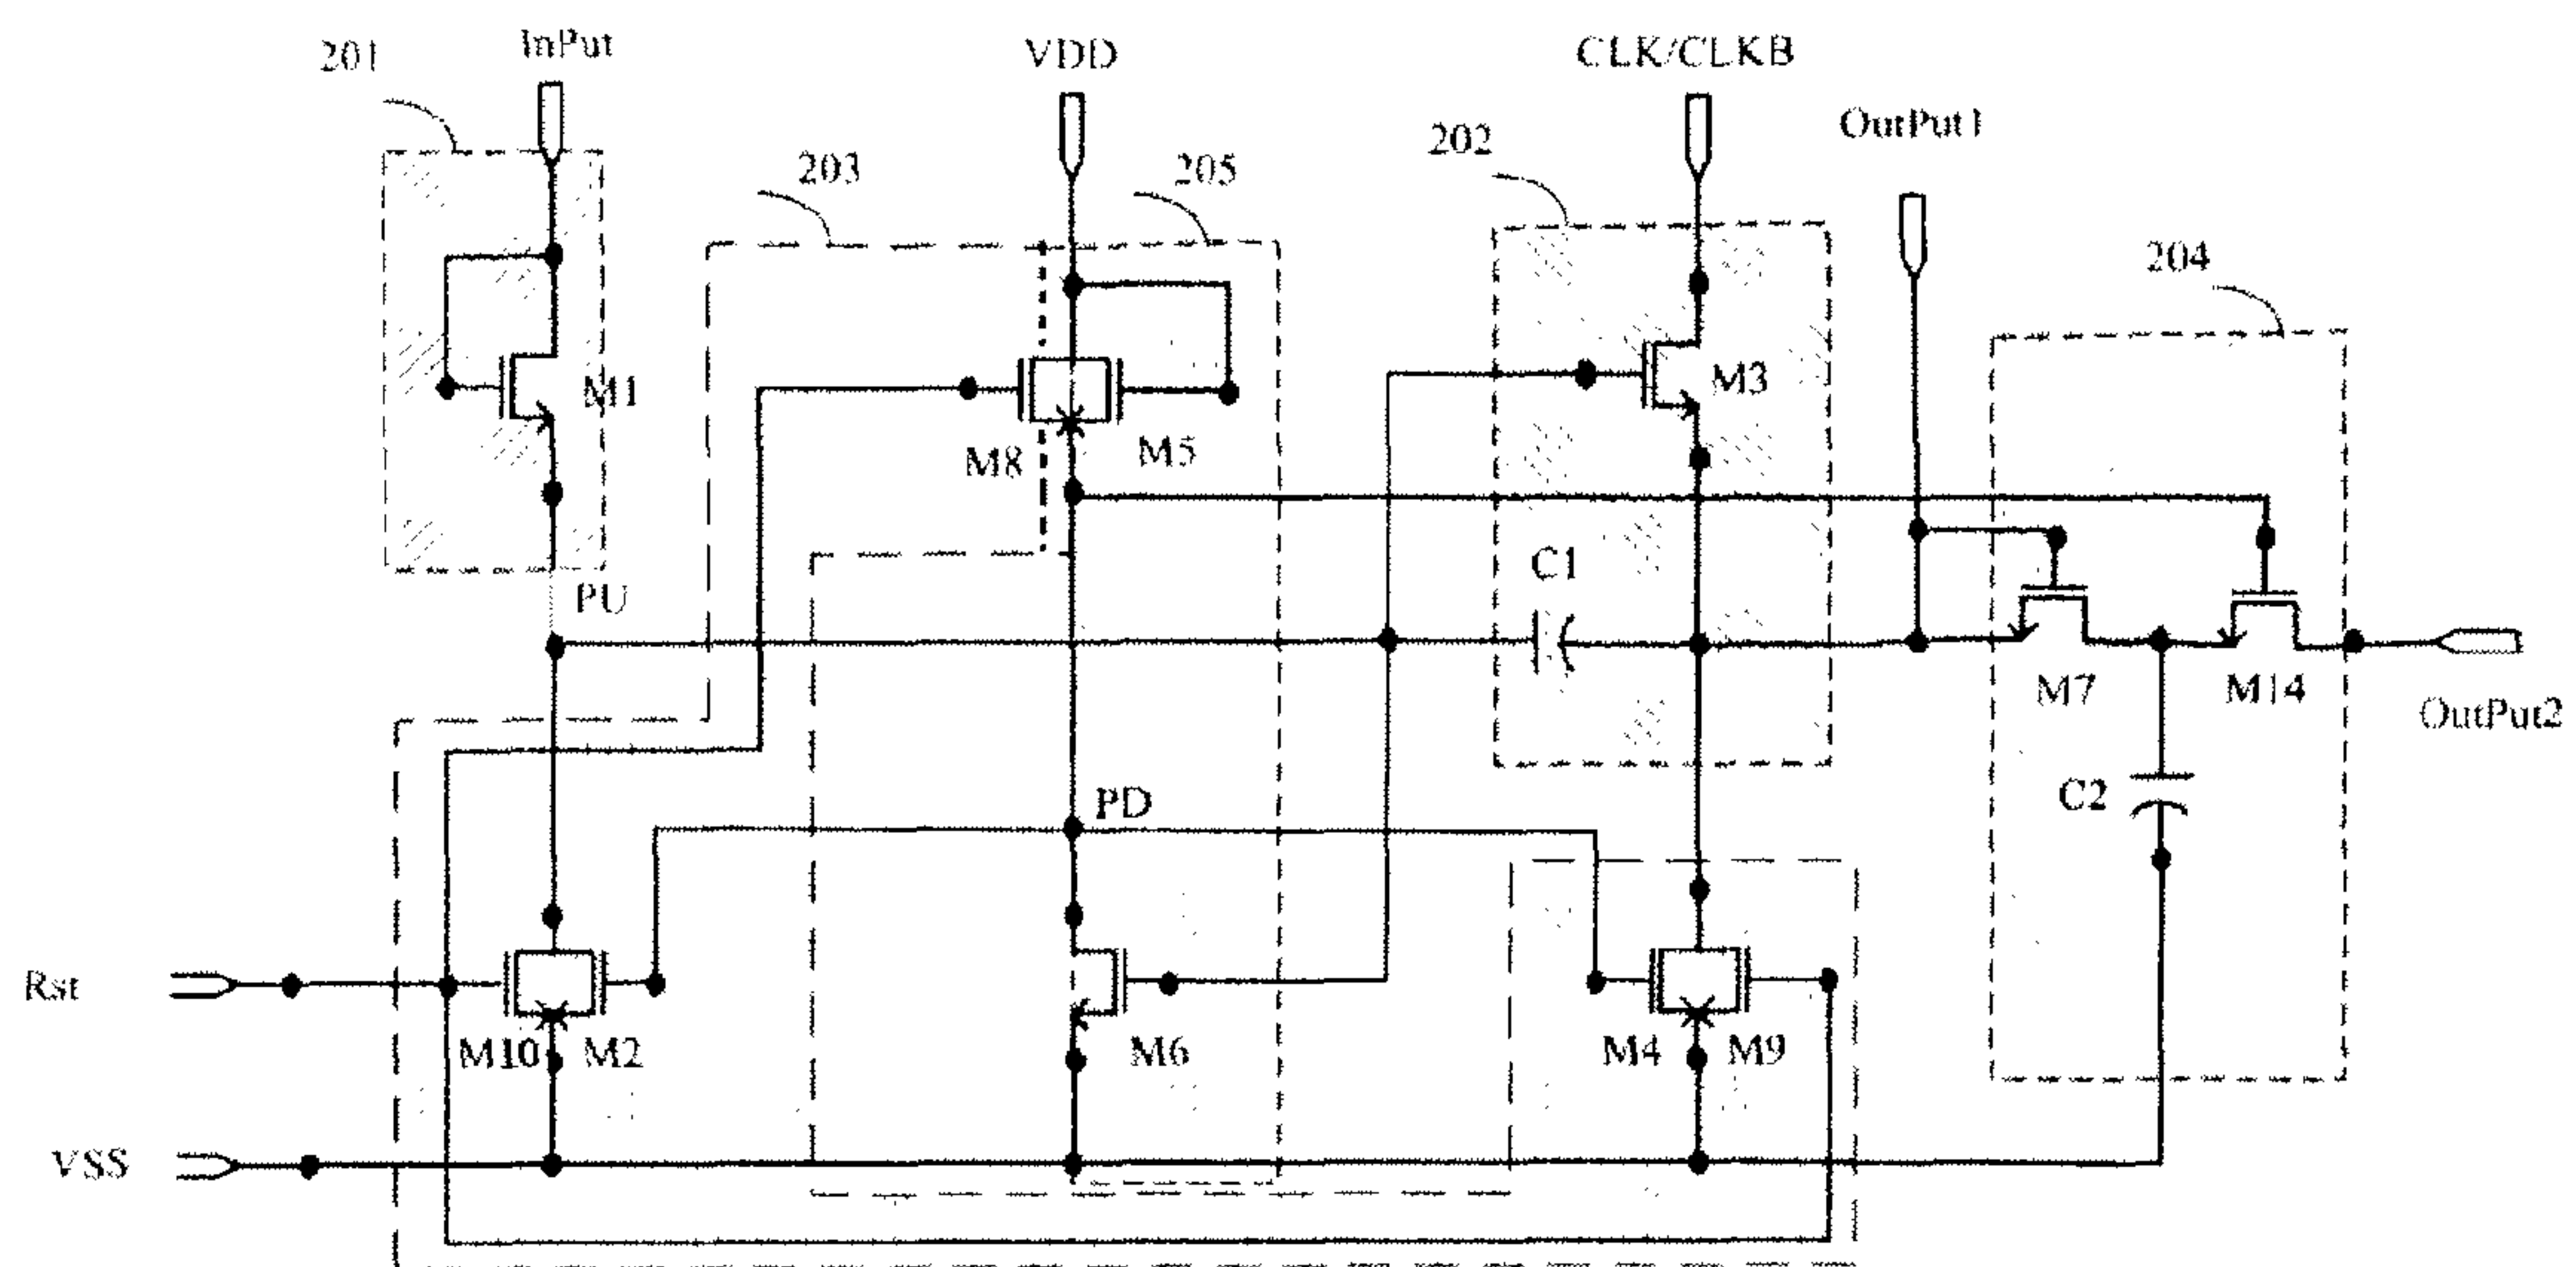 201
InPut
VDD
CLK/CLKB
OutPut1
203
205
202
204
M1
M3
M8
M5
C1
PU
M7
M14
OutPut2
PD
C2
Rst
M10
M2
M6
M4
M9
VSS